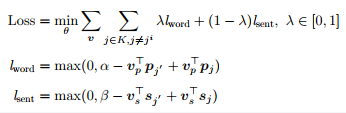 Loss = min_θ ∑_v ∑_{j∈K,j≠j^i} λl_word + (1 − λ)l_sent, λ ∈ [0, 1]
l_word = max(0, α − v_p^⊤ p_{j′} + v_p^⊤ p_j)
l_sent = max(0, β − v_s^⊤ s_{j′} + v_s^⊤ s_j)